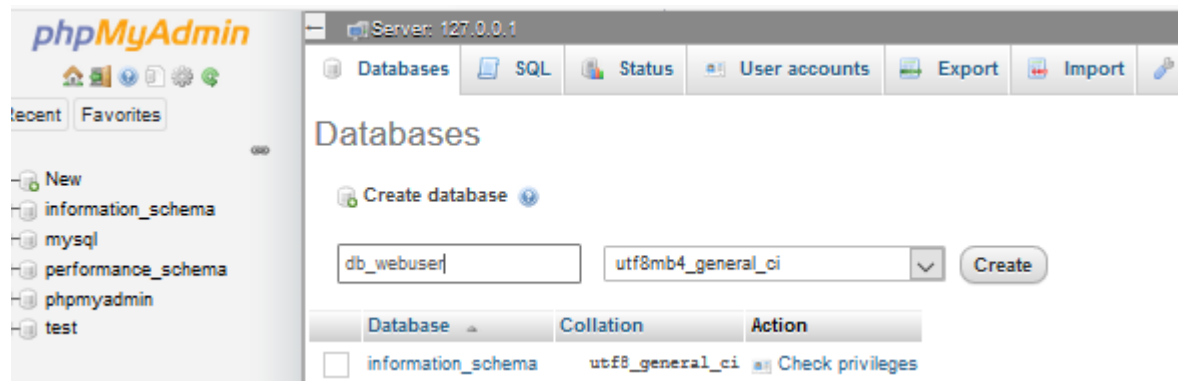 phpMyAdmin
Recent Favorites
New
information_schema
mysql
performance_schema
phpmyadmin
test
Server: 127.0.0.1
Databases SQL Status User accounts Export Import
Databases
Create database
db_webuser utf8mb4_general_ci Create
Database Collation Action
information_schema utf8_general_ci Check privileges